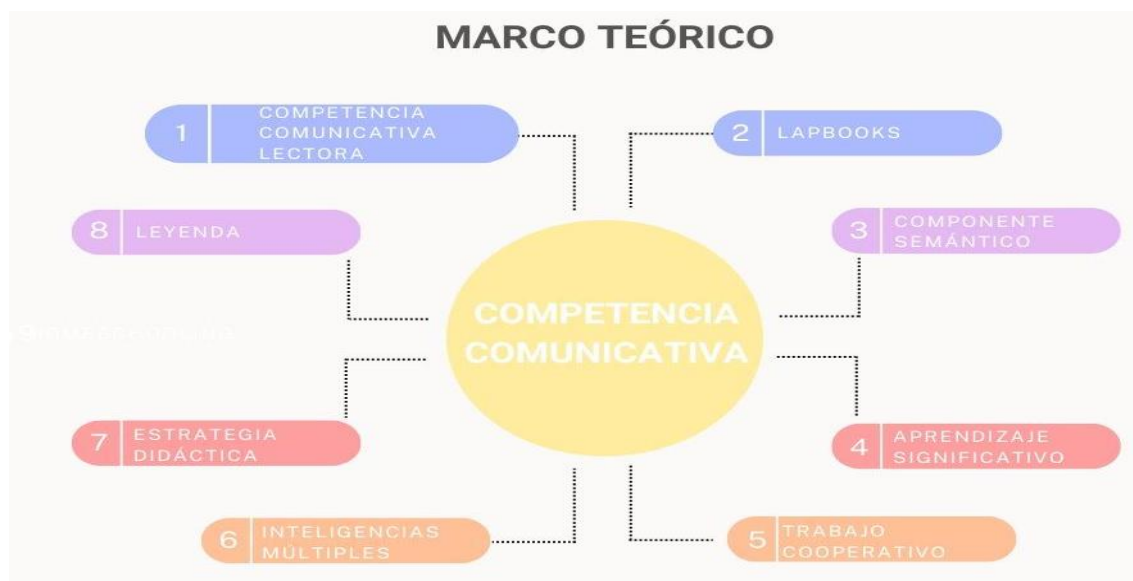 MARCO TEÓRICO
1
COMPETENCIA
COMUNICATIVA
LECTORA
2
LAPBOOKS
8
LEYENDA
3
COMPONENTE
SEMÁNTICO
COMPETENCIA
COMUNICATIVA
7
ESTRATEGIA
DIDÁCTICA
4
APRENDIZAJE
SIGNIFICATIVO
6
INTELIGENCIAS
MÚLTIPLES
5
TRABAJO
COOPERATIVO